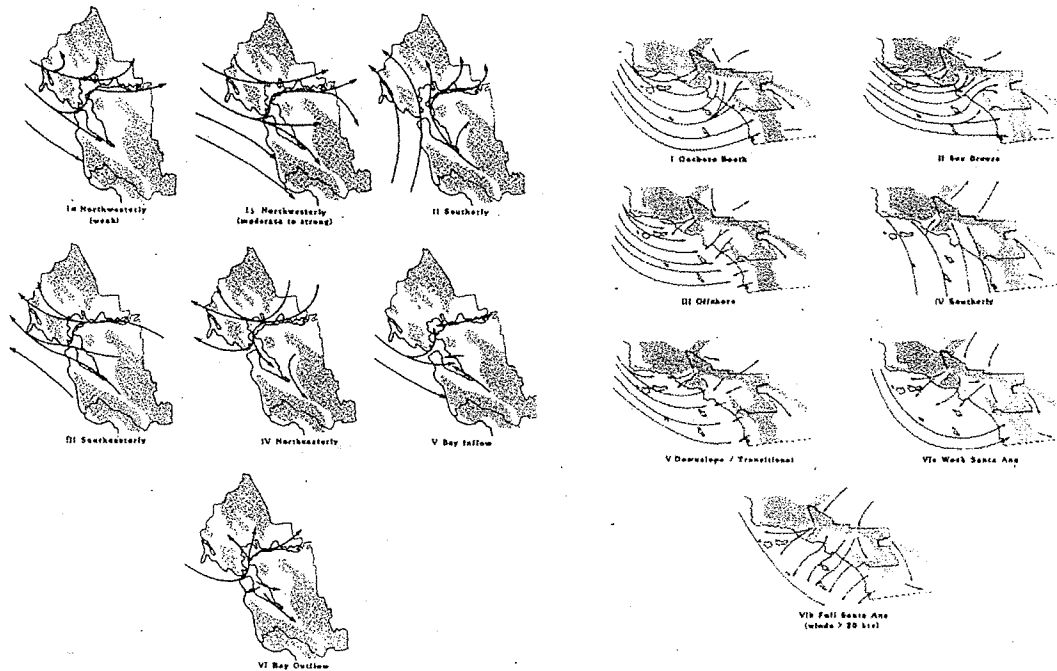 Ia Northwesterly
(weak)
Ib Northwesterly
(moderate to strong)
II Southerly
III Southeasterly
IV Northeasterly
V Bay Inflow
VI Bay Outflow
I Onshore South
II Sea Breeze
III Offshore
IV Southerly
V Downslope / Transitional
VIa Weak Santa Ana
VIb Full Santa Ana
(winds > 20 kts)